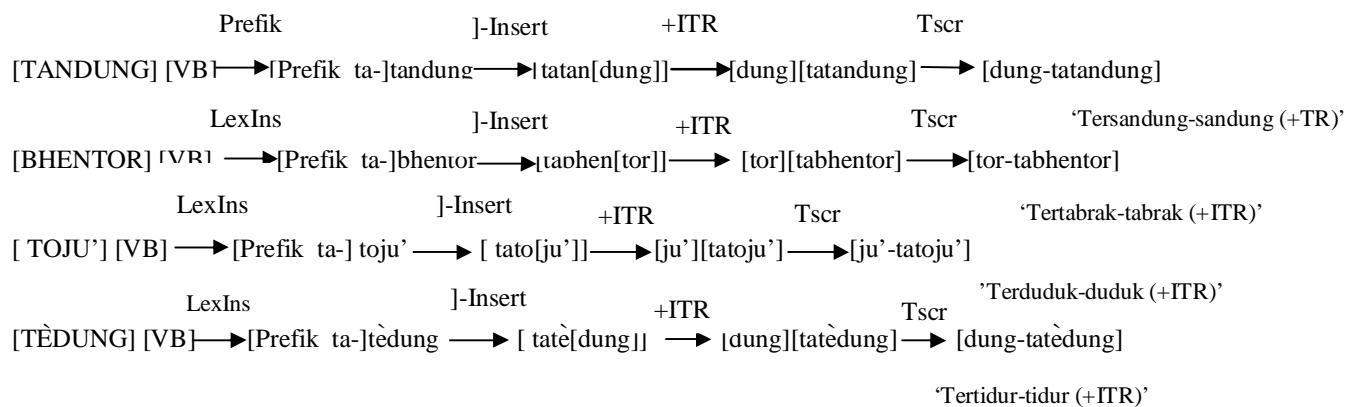 Prefik ]-Insert +ITR Tscr
[TANDUNG] [VB] [Prefik ta-]tandung [tatan[dung]] [dung][tatandung] [dung-tatandung]
LexIns ]-Insert +ITR Tscr ‘Tersandung-sandung (+TR)’
[BHENTOR] [VB] [Prefik ta-]bhentor [tabhen[tor]] [tor][tabhentor] [tor-tabhentor]
LexIns ]-Insert +ITR Tscr ‘Tertabrak-tabrak (+ITR)’
[ TOJU’] [VB] [Prefik ta-] toju’ [ tato[ju’]] [ju’][tatoju’] [ju’-tatoju’]
LexIns ]-Insert +ITR Tscr ’Terduduk-duduk (+ITR)’
[TÈDUNG] [VB] [Prefik ta-]tèdung [ tatè[dung]] [dung][tatèdung] [dung-tatèdung]
‘Tertidur-tidur (+ITR)’